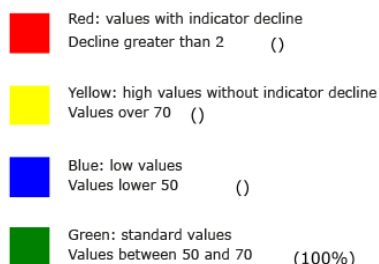 Red: values with indicator decline
Decline greater than 2 ()
Yellow: high values without indicator decline
Values over 70 ()
Blue: low values
Values lower 50 ()
Green: standard values
Values between 50 and 70 (100%)